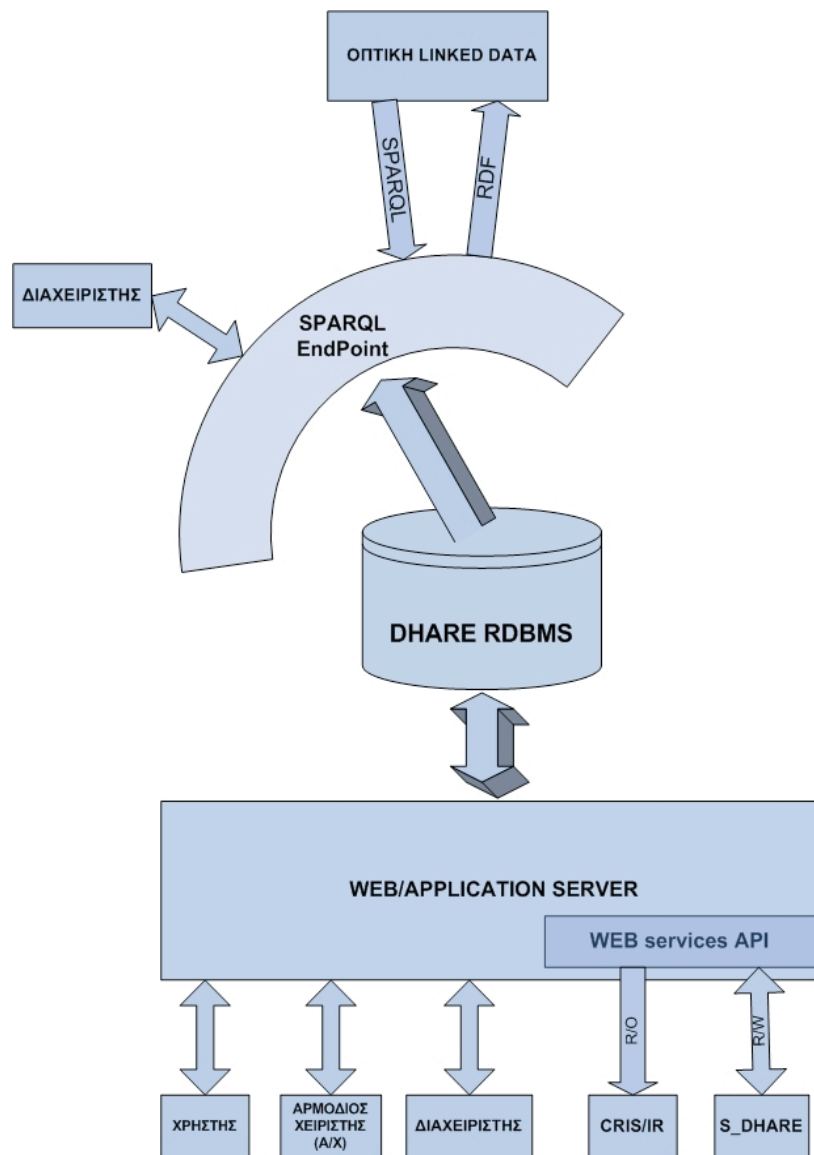 ΟΠΤΙΚΗ LINKED DATA
SPARQL
RDF
ΔΙΑΧΕΙΡΙΣΤΗΣ
SPARQL
EndPoint
DHARE RDBMS
WEB/APPLICATION SERVER
WEB services API
R/O
R/W
ΧΡΗΣΤΗΣ
ΑΡΜΟΔΙΟΣ
ΧΕΙΡΙΣΤΗΣ
(Α/Χ)
ΔΙΑΧΕΙΡΙΣΤΗΣ
CRIS/IR
S_DHARE